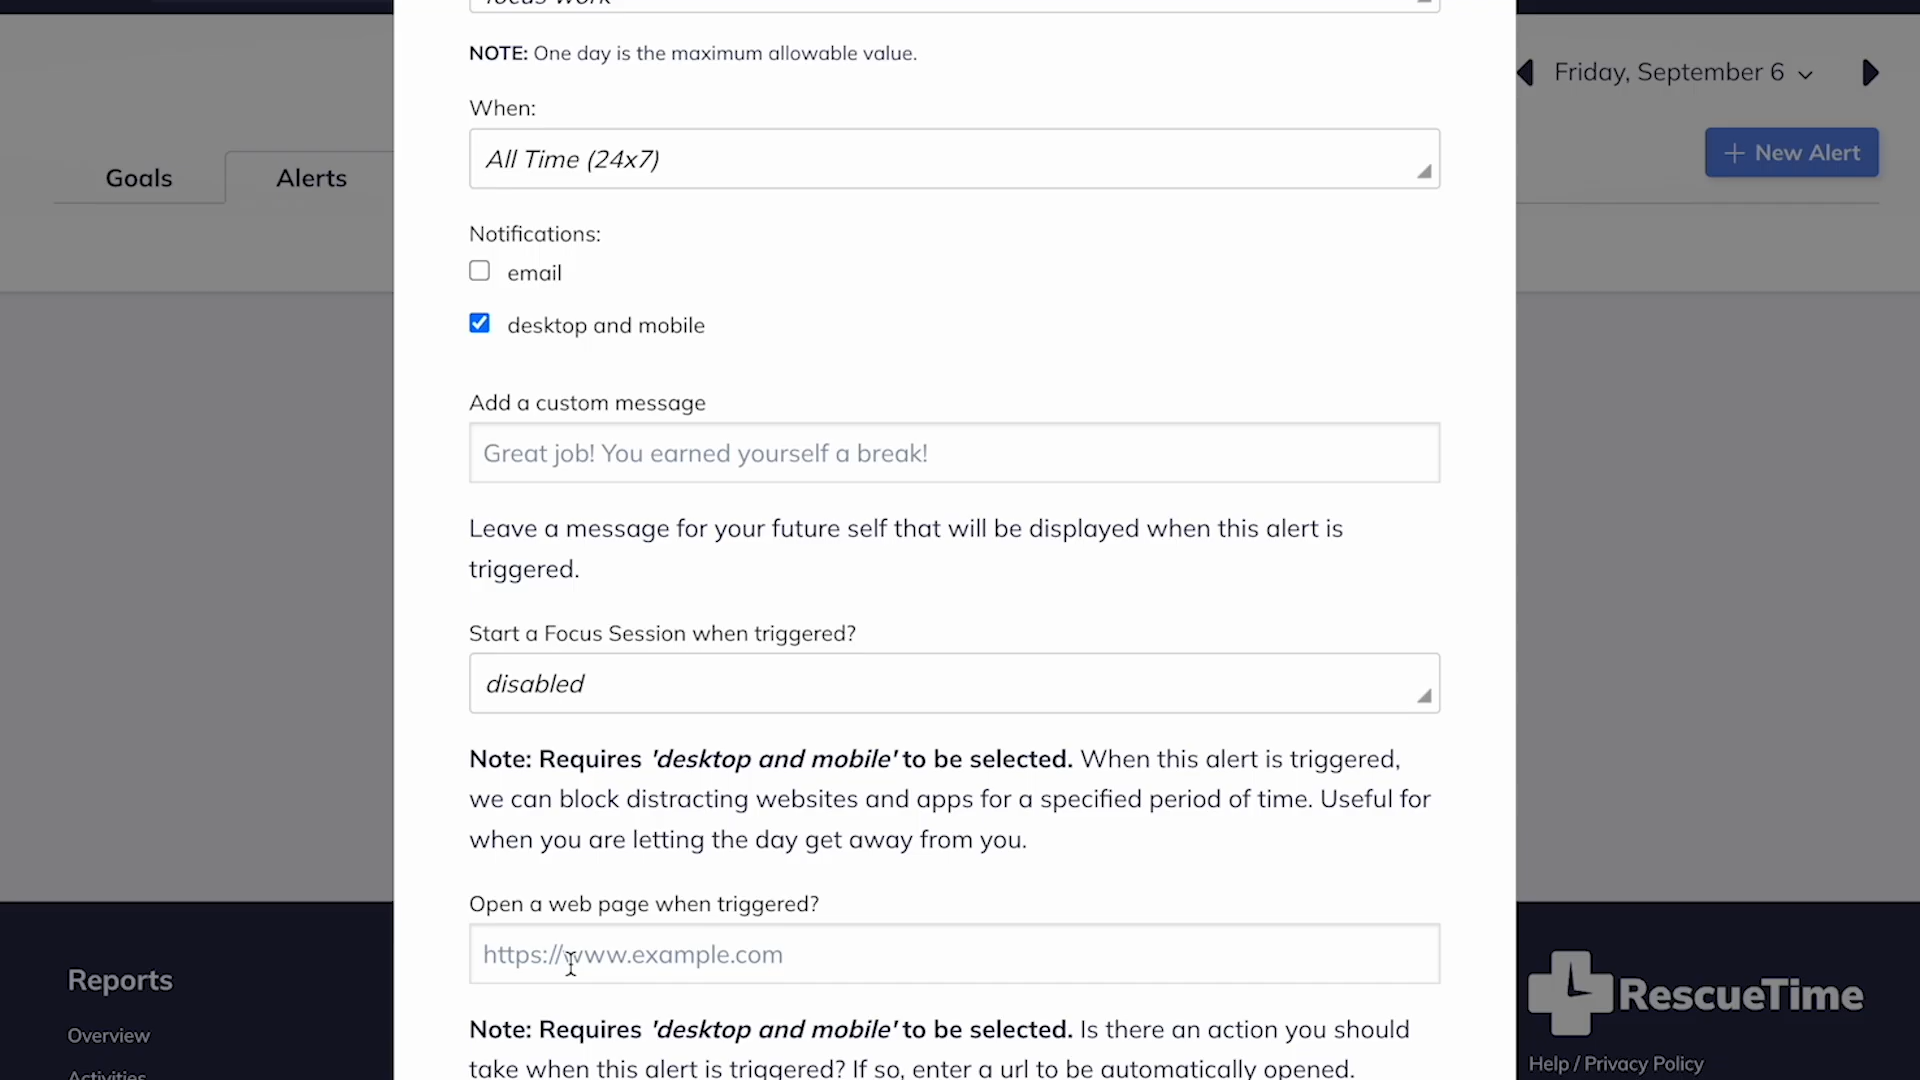 focus work
NOTE: One day is the maximum allowable value.
Friday, September 6
When:
All Time (24x7)
+ New Alert
Goals
Alerts
Notifications:
email
desktop and mobile
Add a custom message
Great job! You earned yourself a break!
Leave a message for your future self that will be displayed when this alert is
triggered.
Start a Focus Session when triggered?
disabled
Note: Requires 'desktop and mobile' to be selected. When this alert is triggered,
we can block distracting websites and apps for a specified period of time. Useful for
when you are letting the day get away from you.
Open a web page when triggered?
https://www.example.com
Note: Requires 'desktop and mobile' to be selected. Is there an action you should
take when this alert is triggered? If so, enter a url to be automatically opened.
Reports
Overview
Activities
RescueTime
Help / Privacy Policy